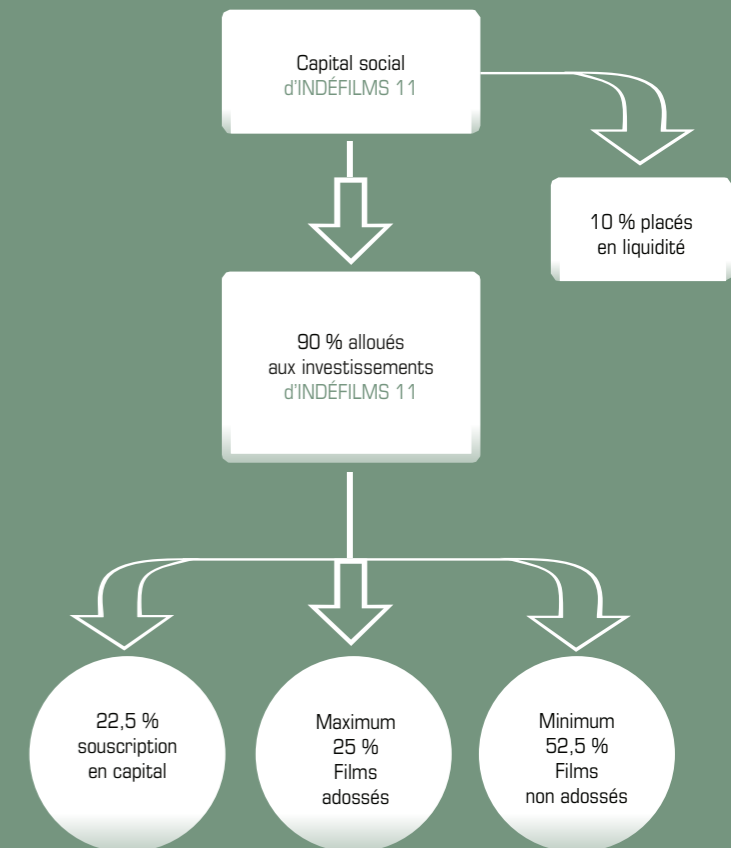 Capital social
d'INDÉFILMS 11
10 % placés
en liquidité
90 % alloués
aux investissements
d'INDÉFILMS 11
22,5 %
souscription
en capital
Maximum
25 %
Films
adossés
Minimum
52,5 %
Films
non adossés